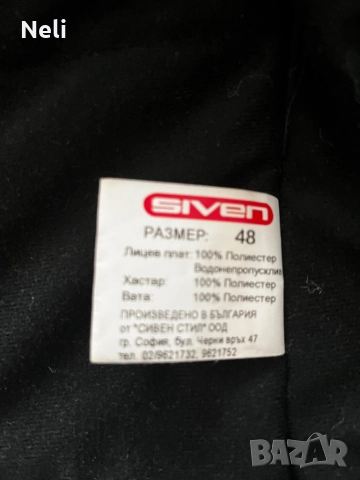 Neli
SIVEN
РАЗМЕР: 48
Лицев плат: 100% Полиестер
Водонепропусклив
Хастар: 100% Полиестер
Вата: 100% Полиестер
ПРОИЗВЕДЕНО В БЪЛГАРИЯ
от "СИВЕН СТИЛ" ООД
гр. София, бул. Черни връх 47
тел. 02/9621732, 9621752
BAZAR.bg